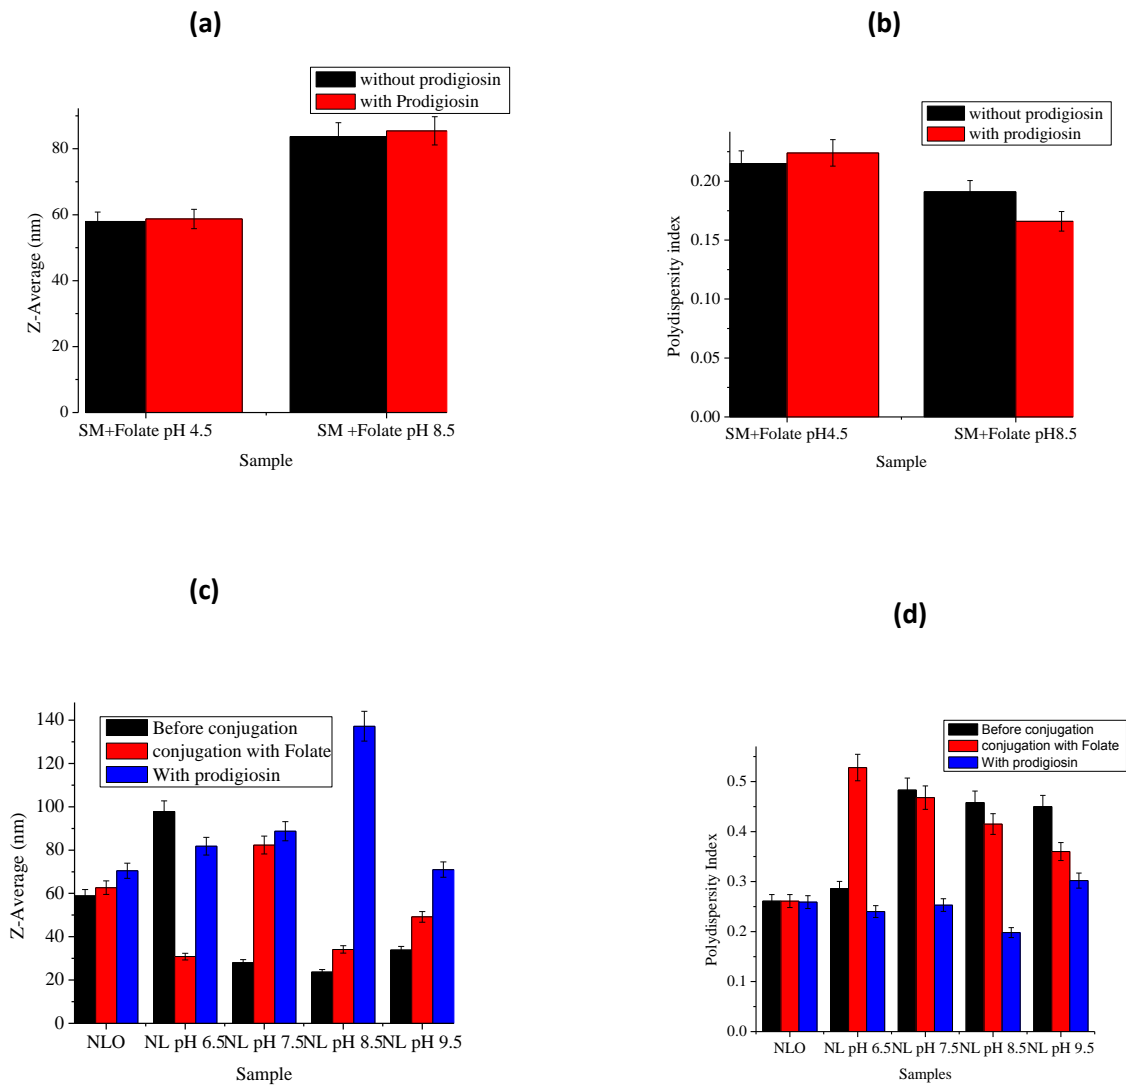 (a)
without prodigiosin
with Prodigiosin
80
60
40
20
0
Z-Average (nm)
SM+Folate pH 4.5
SM +Folate pH 8.5
Sample
(b)
without prodigiosin
with prodigiosin
0.20
0.15
0.10
0.05
0.00
Polydispersity index
SM+Folate pH4.5
SM+Folate pH8.5
Sample
(c)
Before conjugation
conjugation with Folate
With prodigiosin
140
120
100
80
60
40
20
0
Z-Average (nm)
NLO
NL pH 6.5
NL pH 7.5
NL pH 8.5
NL pH 9.5
Sample
(d)
Before conjugation
conjugation with Folate
With prodigiosin
0.5
0.4
0.3
0.2
0.1
0.0
Polydispersity Index
NLO
NL pH 6.5
NL pH 7.5
NL pH 8.5
NL pH 9.5
Samples